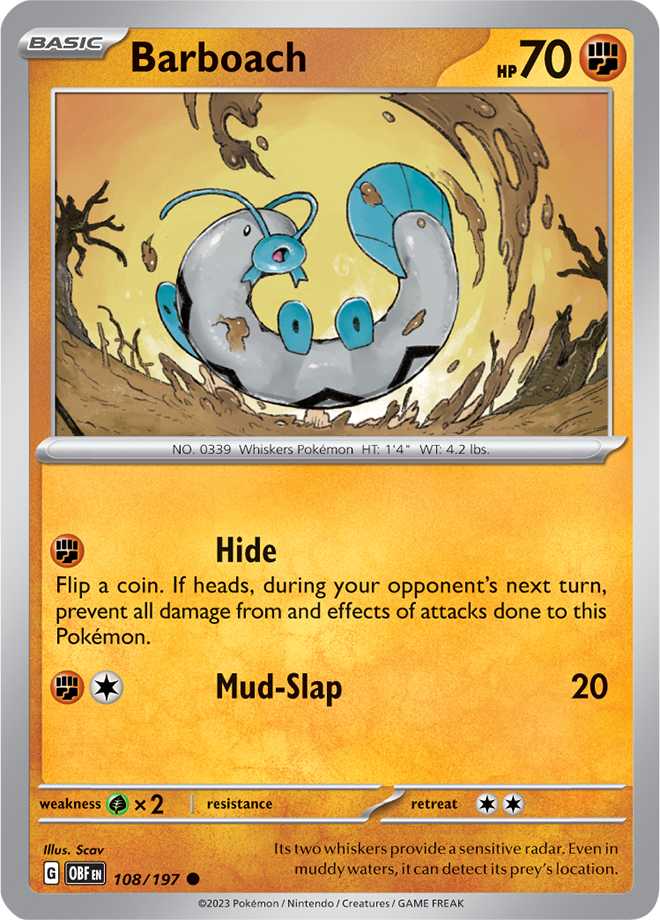 BASIC Barboach HP 70
NO. 0339 Whiskers Pokémon HT: 1'4" WT: 4.2 lbs.
Hide
Flip a coin. If heads, during your opponent's next turn,
prevent all damage from and effects of attacks done to this
Pokémon.
Mud-Slap 20
weakness ×2 resistance retreat
Illus. Scav
Its two whiskers provide a sensitive radar. Even in
muddy waters, it can detect its prey's location.
G OBF EN 108/197
©2023 Pokémon / Nintendo / Creatures / GAME FREAK